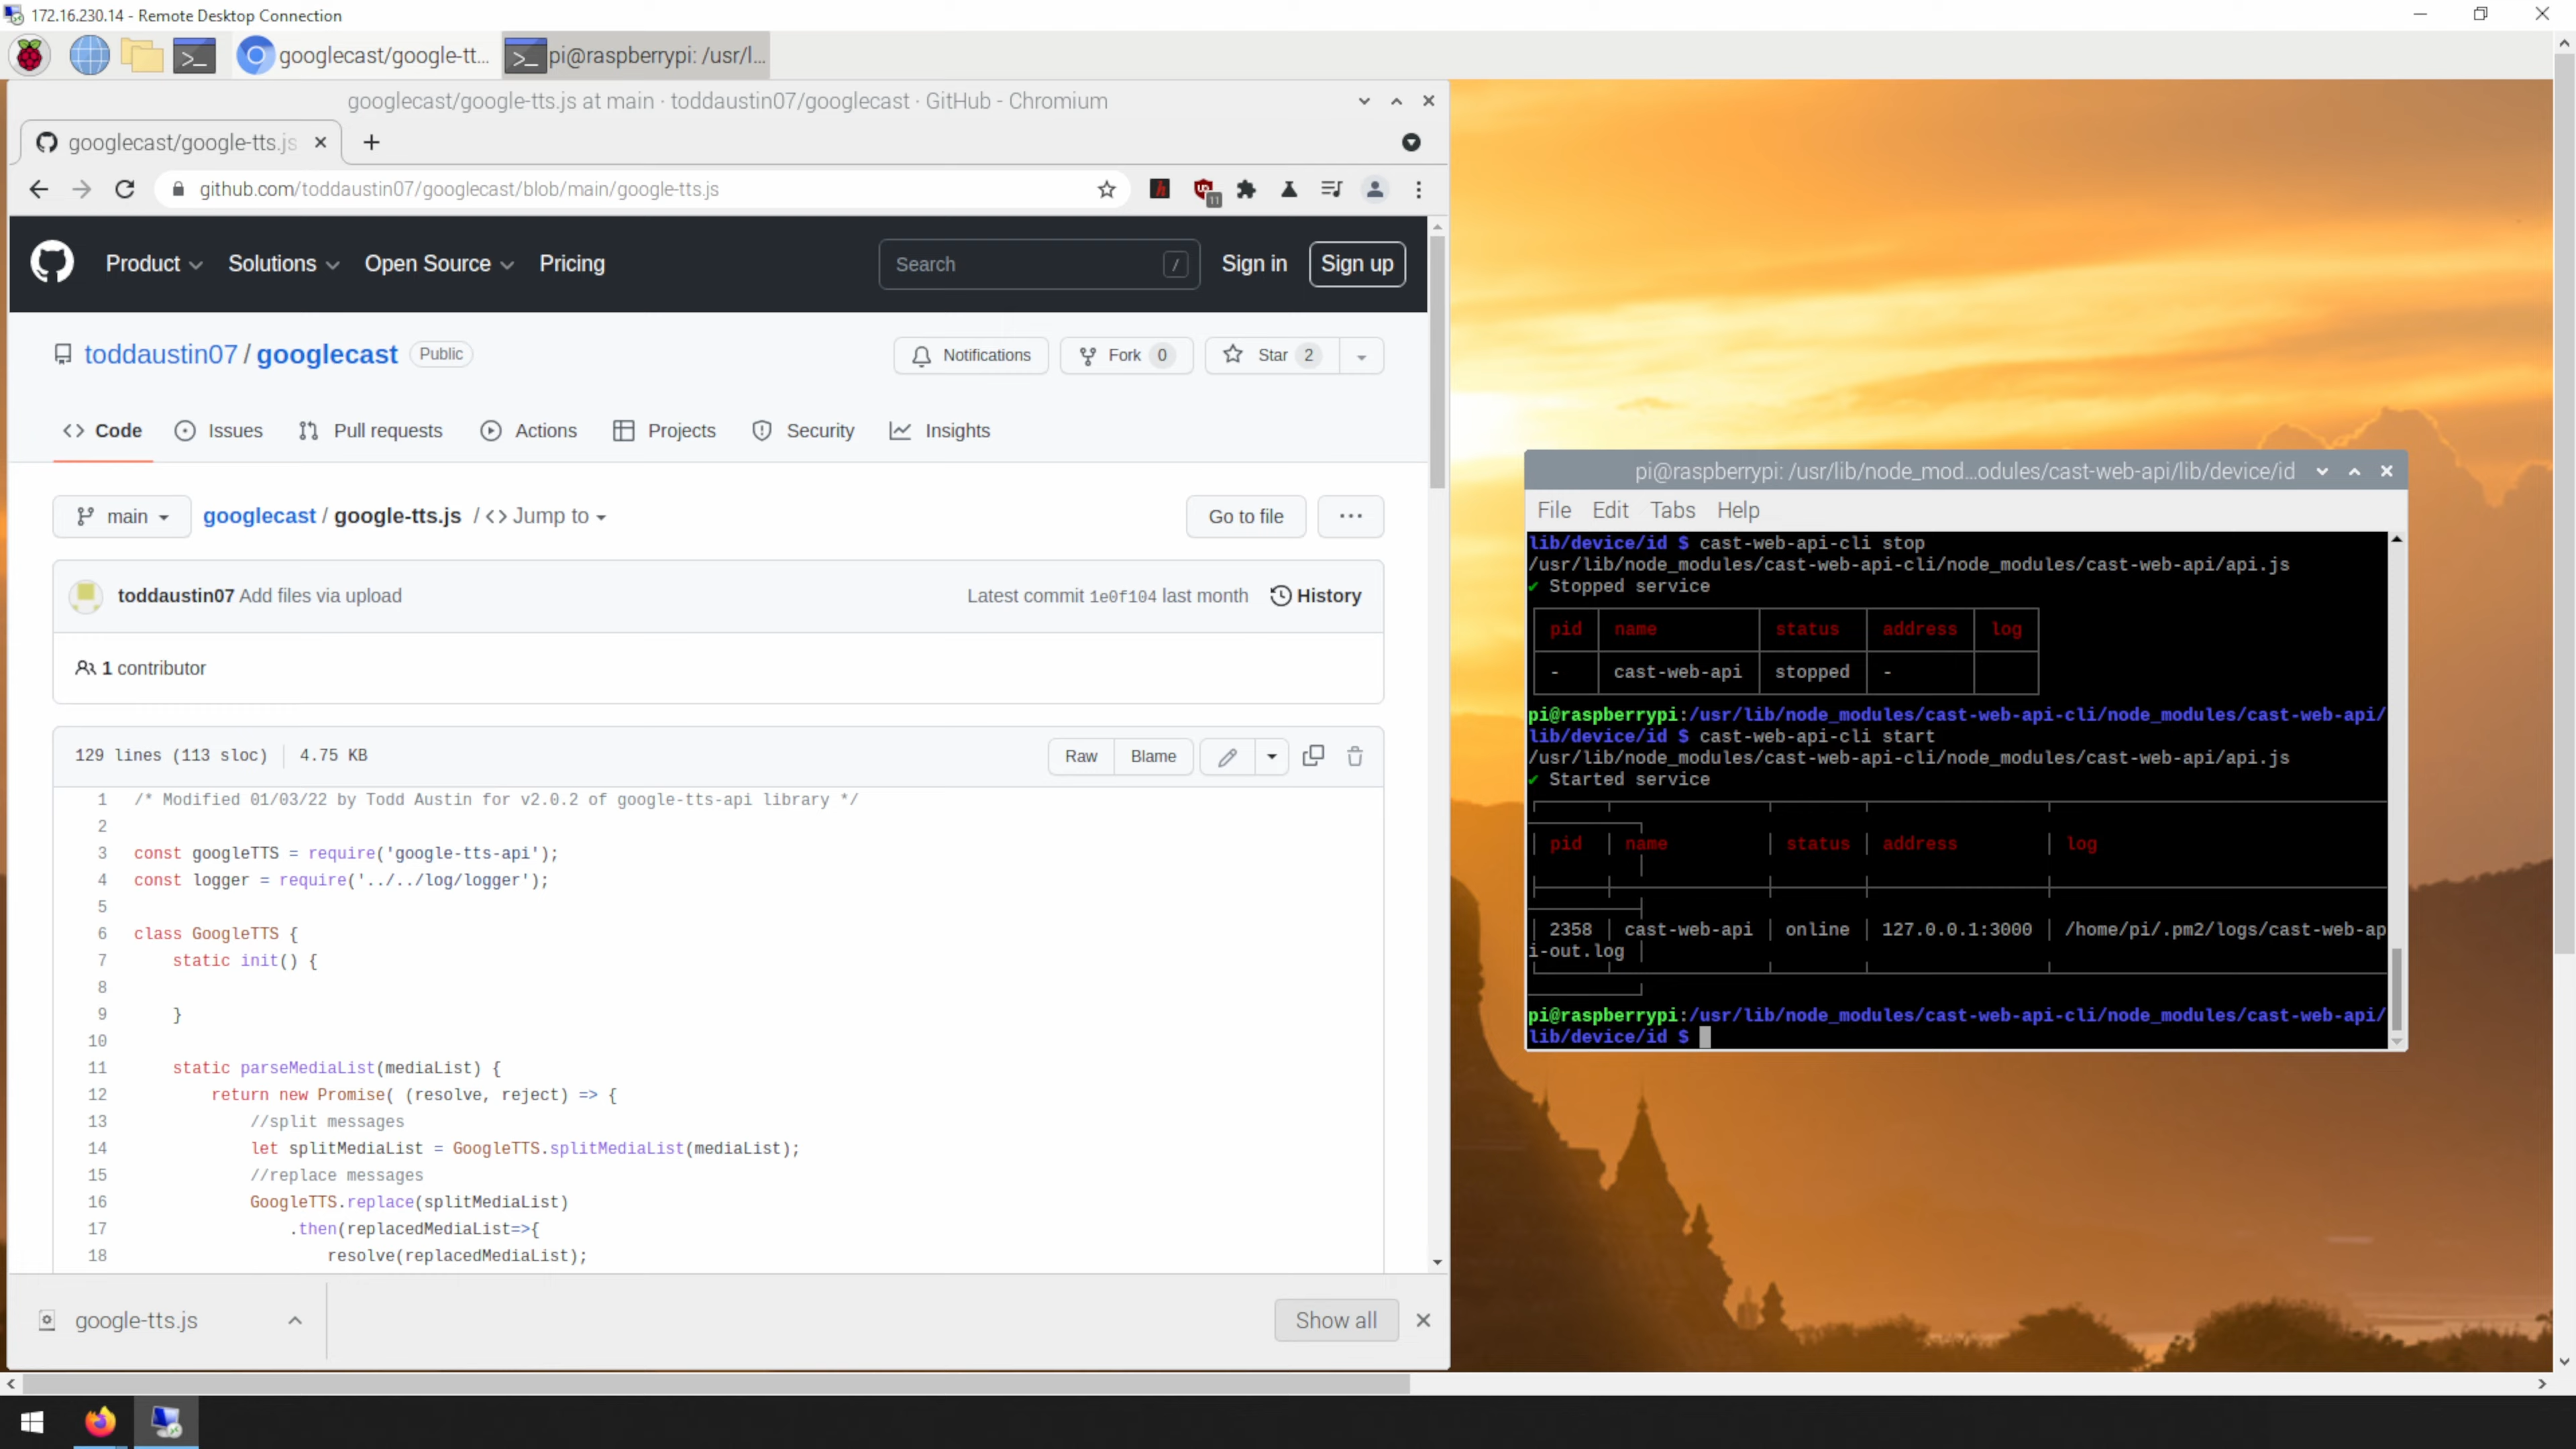 172.16.230.14 - Remote Desktop Connection
googlecast/google-tt...
pi@raspberrypi: /usr/l...
googlecast/google-tts.js at main · toddaustin07/googlecast · GitHub - Chromium
googlecast/google-tts.js
github.com/toddaustin07/googlecast/blob/main/google-tts.js
11
Product
Solutions
Open Source
Pricing
Search
/
Sign in
Sign up
toddaustin07 / googlecast
Public
Notifications
Fork 0
Star 2
Code
Issues
Pull requests
Actions
Projects
Security
Insights
main
googlecast / google-tts.js / <> Jump to
Go to file
...
toddaustin07 Add files via upload
Latest commit 1e0f104 last month
History
1 contributor
129 lines (113 sloc)
4.75 KB
Raw
Blame
1 /* Modified 01/03/22 by Todd Austin for v2.0.2 of google-tts-api library */
2
3 const googleTTS = require('google-tts-api');
4 const logger = require('../../log/logger');
5
6 class GoogleTTS {
7 static init() {
8
9 }
10
11 static parseMediaList(mediaList) {
12 return new Promise( (resolve, reject) => {
13 //split messages
14 let splitMediaList = GoogleTTS.splitMediaList(mediaList);
15 //replace messages
16 GoogleTTS.replace(splitMediaList)
17 .then(replacedMediaList=>{
18 resolve(replacedMediaList);
google-tts.js
Show all
pi@raspberrypi: /usr/lib/node_mod...odules/cast-web-api/lib/device/id
File Edit Tabs Help
lib/device/id $ cast-web-api-cli stop
/usr/lib/node_modules/cast-web-api-cli/node_modules/cast-web-api/api.js
✔ Stopped service
pid name status address log
- cast-web-api stopped -
pi@raspberrypi:/usr/lib/node_modules/cast-web-api-cli/node_modules/cast-web-api/
lib/device/id $ cast-web-api-cli start
/usr/lib/node_modules/cast-web-api-cli/node_modules/cast-web-api/api.js
✔ Started service
pid name status address log
2358 cast-web-api online 127.0.0.1:3000 /home/pi/.pm2/logs/cast-web-ap
i-out.log
pi@raspberrypi:/usr/lib/node_modules/cast-web-api-cli/node_modules/cast-web-api/
lib/device/id $